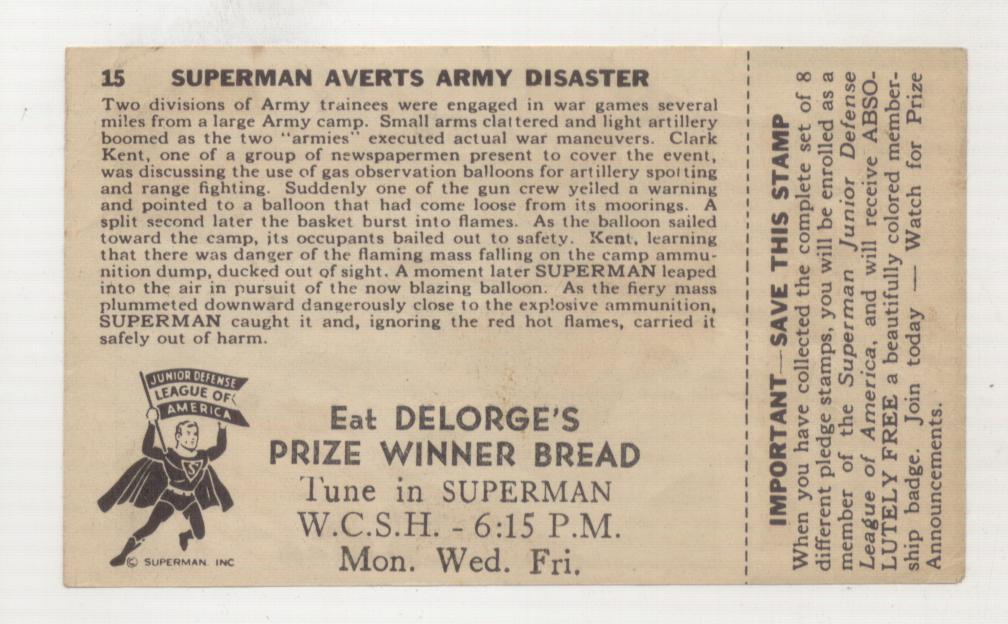 15 SUPERMAN AVERTS ARMY DISASTER
Two divisions of Army trainees were engaged in war games several
miles from a large Army camp. Small arms clattered and light artillery
boomed as the two "armies" executed actual war maneuvers. Clark
Kent, one of a group of newspapermen present to cover the event,
was discussing the use of gas observation balloons for artillery spotting
and range fighting. Suddenly one of the gun crew yelled a warning
and pointed to a balloon that had come loose from its moorings. A
split second later the basket burst into flames. As the balloon sailed
toward the camp, its occupants bailed out to safety. Kent, learning
that there was danger of the flaming mass falling on the camp ammu-
nition dump, ducked out of sight. A moment later SUPERMAN leaped
into the air in pursuit of the now blazing balloon. As the fiery mass
plummeted downward dangerously close to the explosive ammunition,
SUPERMAN caught it and, ignoring the red hot flames, carried it
safely out of harm.
JUNIOR DEFENSE
LEAGUE OF
AMERICA
S
© SUPERMAN. INC
Eat DELORGE'S
PRIZE WINNER BREAD
Tune in SUPERMAN
W.C.S.H. - 6:15 P.M.
Mon. Wed. Fri.
IMPORTANT—SAVE THIS STAMP
When you have collected the complete set of 8
different pledge stamps, you will be enrolled as a
member of the Superman Junior Defense
League of America, and will receive ABSO-
LUTELY FREE a beautifully colored member-
ship badge. Join today — Watch for Prize
Announcements.